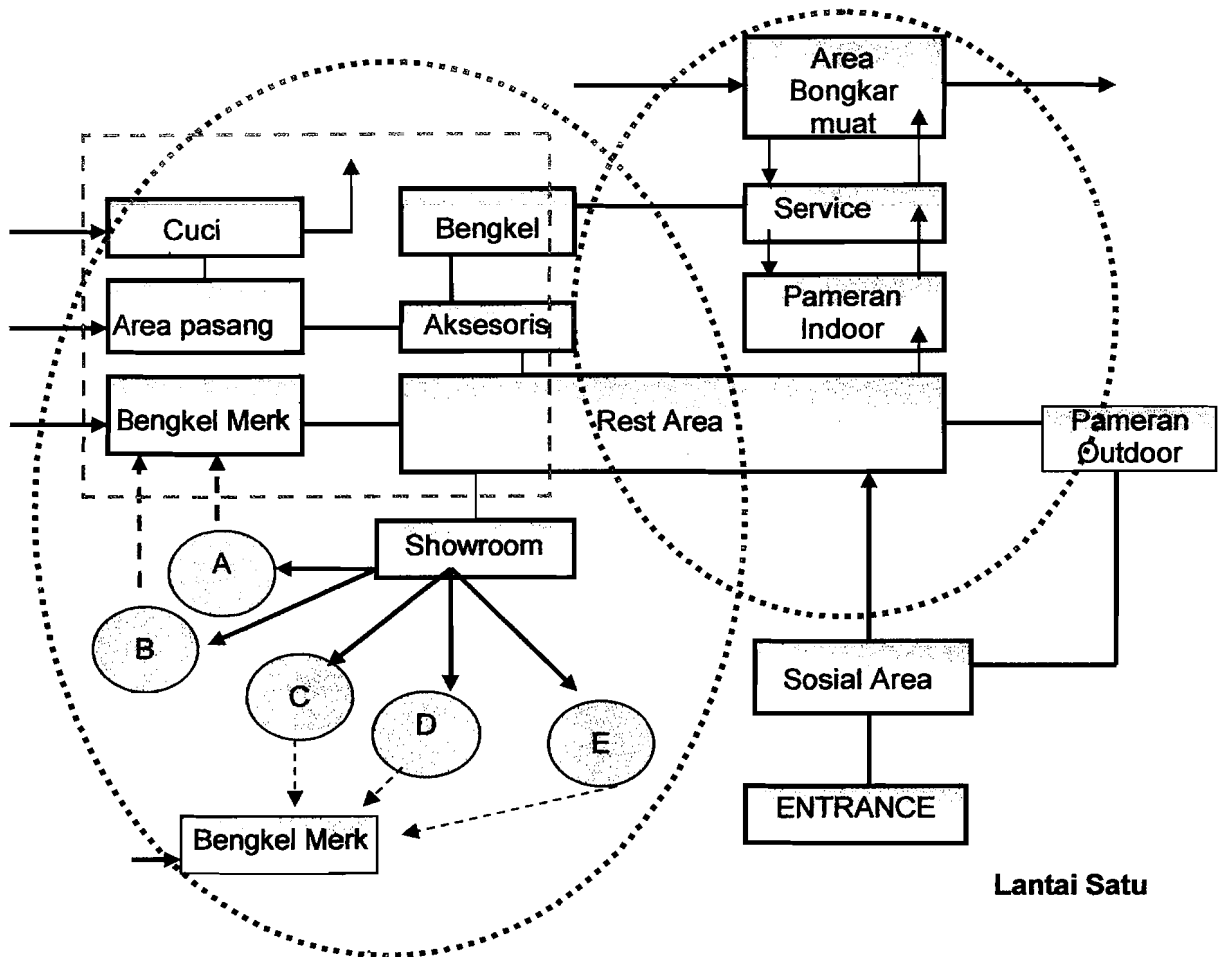 Area
Bongkar
muat
Cuci
Bengkel
Service
Area pasang
Aksesoris
Pameran
Indoor
Bengkel Merk
Rest Area
Pameran
Outdoor
Showroom
A
B
C
D
E
Sosial Area
Bengkel Merk
ENTRANCE
Lantai Satu